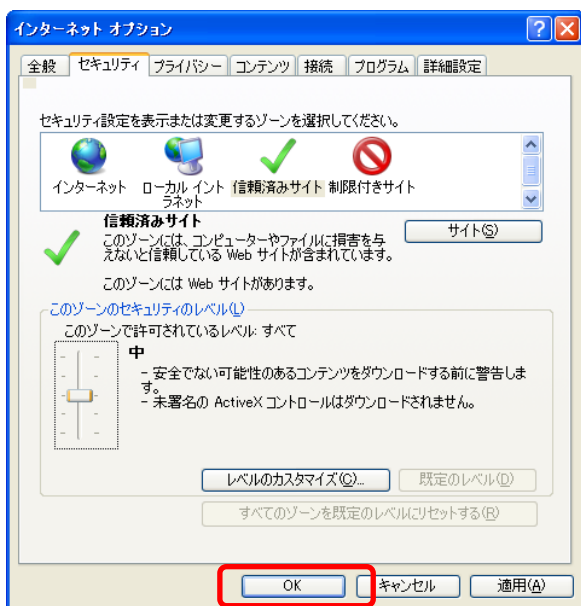 インターネット オプション
全般 セキュリティ プライバシー コンテンツ 接続 プログラム 詳細設定
セキュリティ設定を表示または変更するゾーンを選択してください。
インターネット ローカル イントラネット 信頼済みサイト 制限付きサイト
信頼済みサイト
サイト(S)
このゾーンには、コンピューターやファイルに損害を与
えないと信頼している Web サイトが含まれています。
このゾーンには Web サイトがあります。
このゾーンのセキュリティのレベル(L)
このゾーンで許可されているレベル: すべて
中
- 安全でない可能性のあるコンテンツをダウンロードする前に警告しま
す。
- 未署名の ActiveX コントロールはダウンロードされません。
レベルのカスタマイズ(C)... 既定のレベル(D)
すべてのゾーンを既定のレベルにリセットする(R)
OK キャンセル 適用(A)